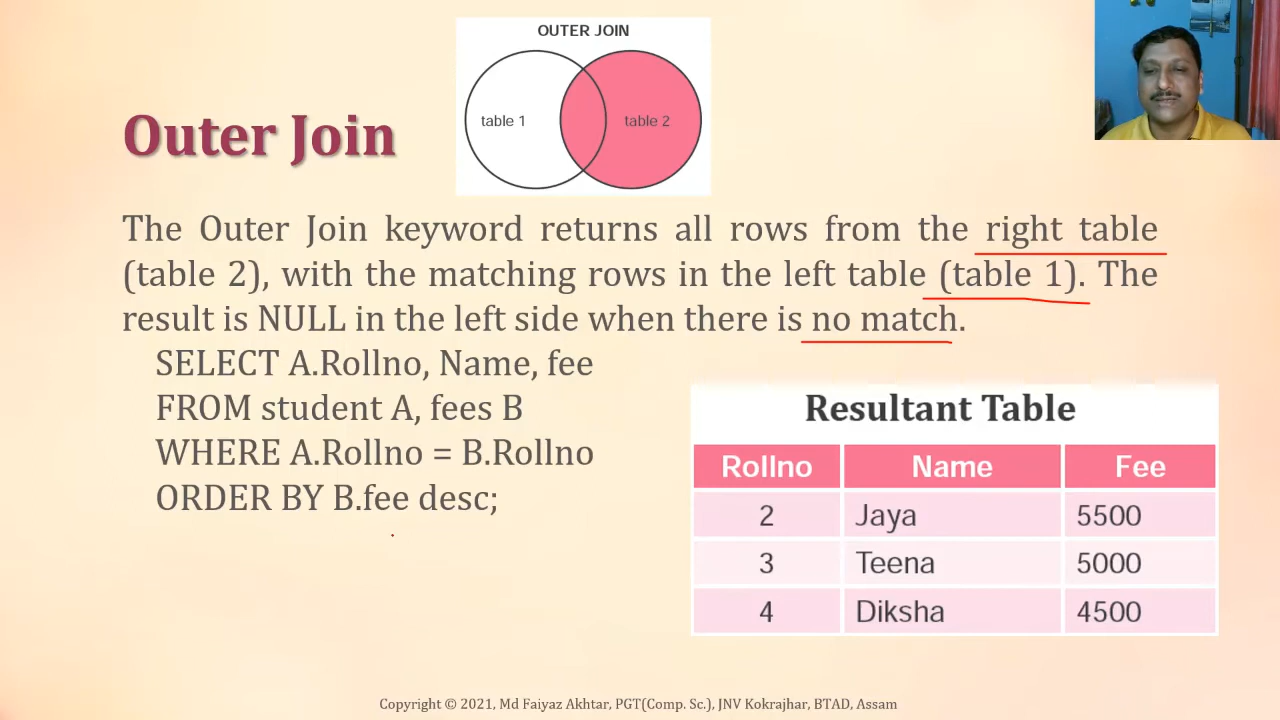 OUTER JOIN
table 1
table 2
Outer Join
The Outer Join keyword returns all rows from the right table
(table 2), with the matching rows in the left table (table 1). The
result is NULL in the left side when there is no match.
SELECT A.Rollno, Name, fee
FROM student A, fees B
WHERE A.Rollno = B.Rollno
ORDER BY B.fee desc;
Resultant Table
Rollno Name Fee
2 Jaya 5500
3 Teena 5000
4 Diksha 4500
Copyright © 2021, Md Faiyaz Akhtar, PGT(Comp. Sc.), JNV Kokrajhar, BTAD, Assam